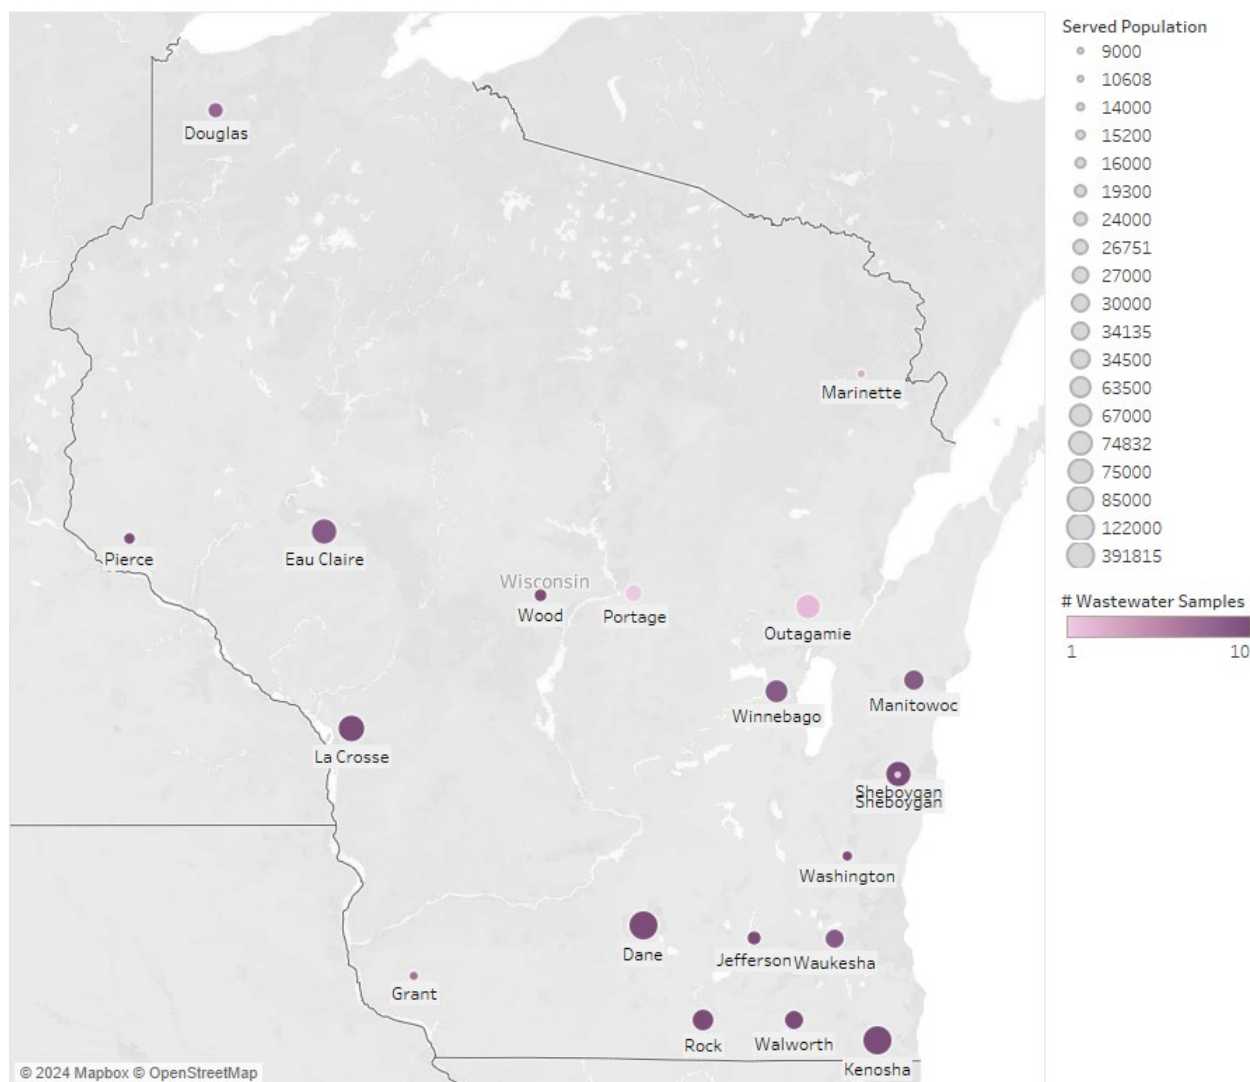 Served Population
9000
10608
14000
15200
16000
19300
24000
26751
27000
30000
34135
34500
63500
67000
74832
75000
85000
122000
391815
# Wastewater Samples
1 10
Douglas
Marinette
Pierce
Eau Claire
Wisconsin
Wood
Portage
Outagamie
Manitowoc
Winnebago
La Crosse
Sheboygan
Sheboygan
Washington
Dane
Jefferson
Waukesha
Grant
Rock
Walworth
Kenosha
© 2024 Mapbox © OpenStreetMap